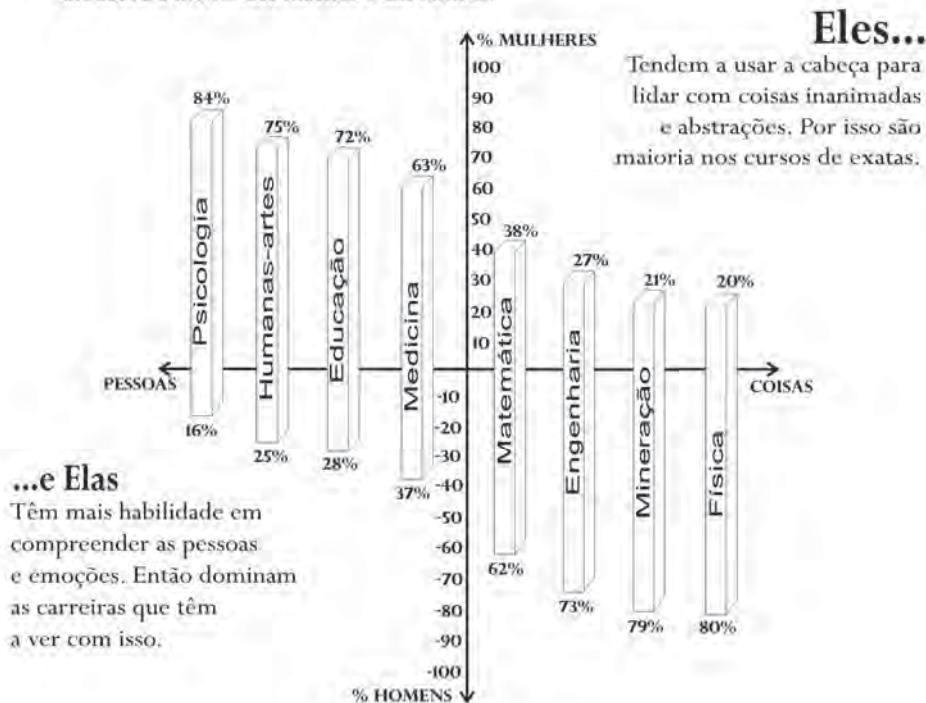 Eles...
Tendem a usar a cabeça para
lidar com coisas inanimadas
e abstrações. Por isso são
maioria nos cursos de exatas.
% MULHERES
100
90
80
70
60
50
40
30
20
10
-10
-20
-30
-40
-50
-60
-70
-80
-90
-100
% HOMENS
PESSOAS
COISAS
84%
Psicologia
16%
75%
Humanas-artes
25%
72%
Educação
28%
63%
Medicina
37%
38%
Matemática
62%
27%
Engenharia
73%
21%
Mineração
79%
20%
Física
80%
...e Elas
Têm mais habilidade em
compreender as pessoas
e emoções. Então dominam
as carreiras que têm
a ver com isso.